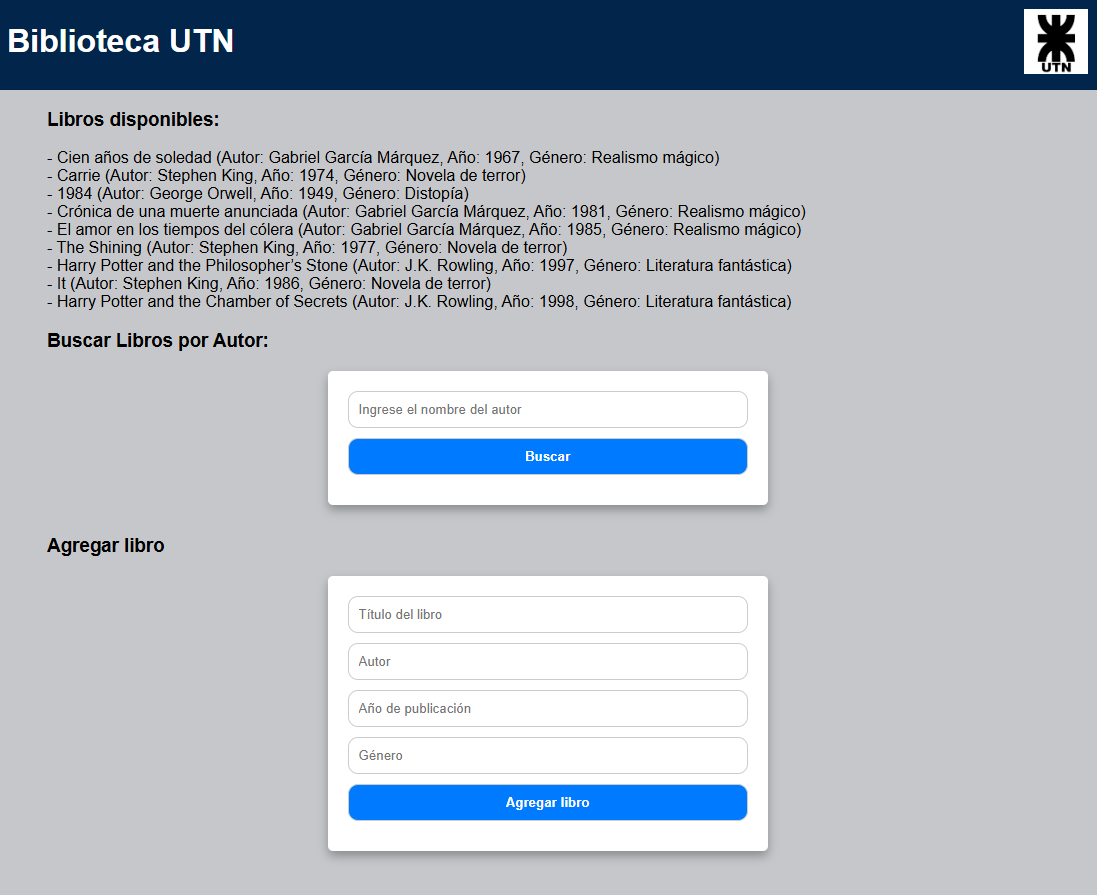 Biblioteca UTN
UTN
Libros disponibles:
- Cien años de soledad (Autor: Gabriel García Márquez, Año: 1967, Género: Realismo mágico)
- Carrie (Autor: Stephen King, Año: 1974, Género: Novela de terror)
- 1984 (Autor: George Orwell, Año: 1949, Género: Distopía)
- Crónica de una muerte anunciada (Autor: Gabriel García Márquez, Año: 1981, Género: Realismo mágico)
- El amor en los tiempos del cólera (Autor: Gabriel García Márquez, Año: 1985, Género: Realismo mágico)
- The Shining (Autor: Stephen King, Año: 1977, Género: Novela de terror)
- Harry Potter and the Philosopher’s Stone (Autor: J.K. Rowling, Año: 1997, Género: Literatura fantástica)
- It (Autor: Stephen King, Año: 1986, Género: Novela de terror)
- Harry Potter and the Chamber of Secrets (Autor: J.K. Rowling, Año: 1998, Género: Literatura fantástica)
Buscar Libros por Autor:
Ingrese el nombre del autor
Buscar
Agregar libro
Título del libro
Autor
Año de publicación
Género
Agregar libro